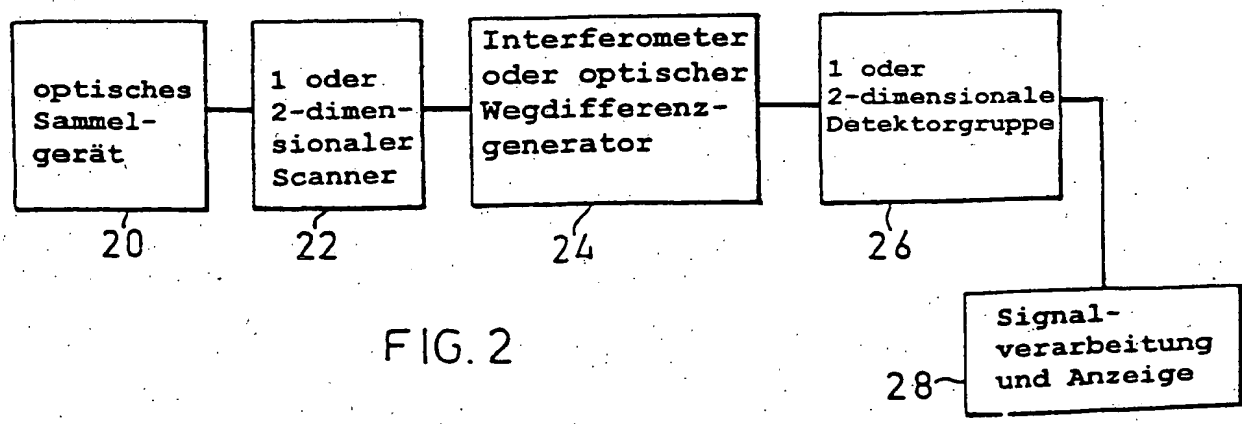 optisches
Sammel-
gerät
1 oder
2-dimen-
sionaler
Scanner
Interferometer
oder optischer
Wegdifferenz-
generator
1 oder
2-dimensionale
Detektorgruppe
20
22
24
26
Signal-
verarbeitung
und Anzeige
28
FIG. 2